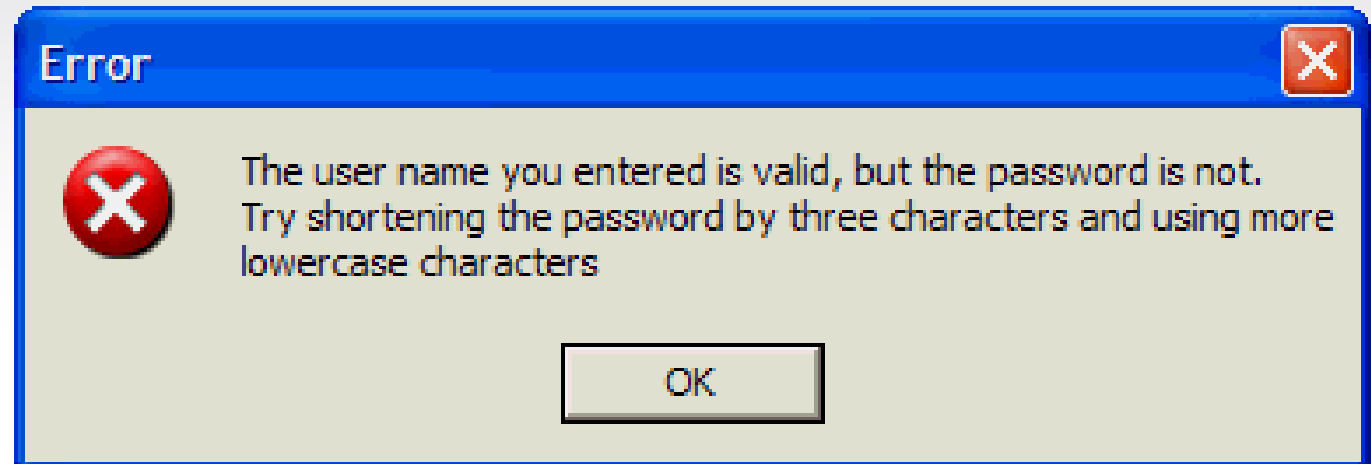 Error
The user name you entered is valid, but the password is not.
Try shortening the password by three characters and using more
lowercase characters
OK